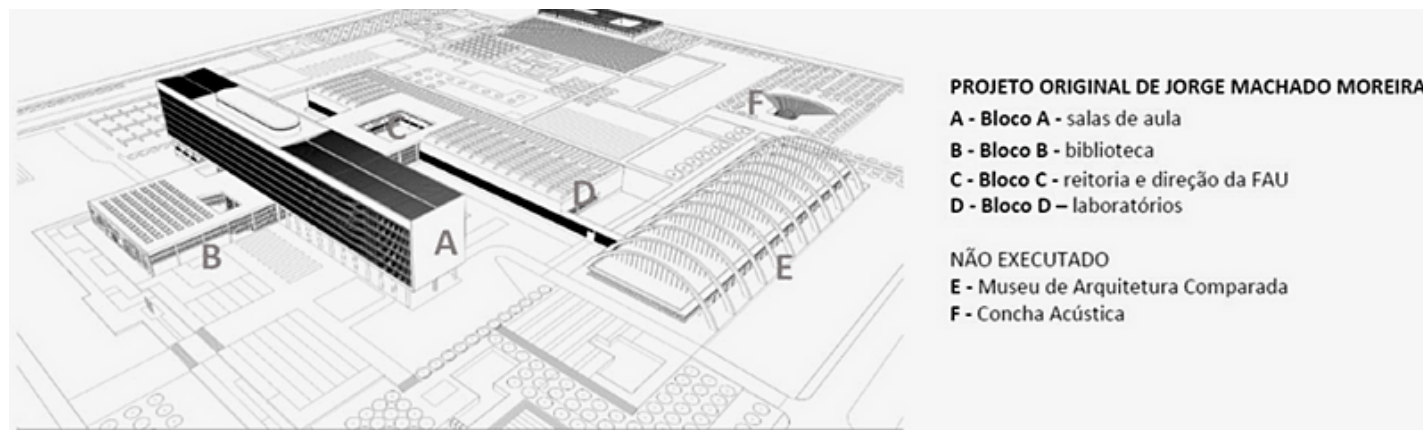 F
C
D
A
B
E
PROJETO ORIGINAL DE JORGE MACHADO MOREIRA
A - Bloco A - salas de aula
B - Bloco B - biblioteca
C - Bloco C - reitoria e direção da FAU
D - Bloco D – laboratórios
NÃO EXECUTADO
E - Museu de Arquitetura Comparada
F - Concha Acústica